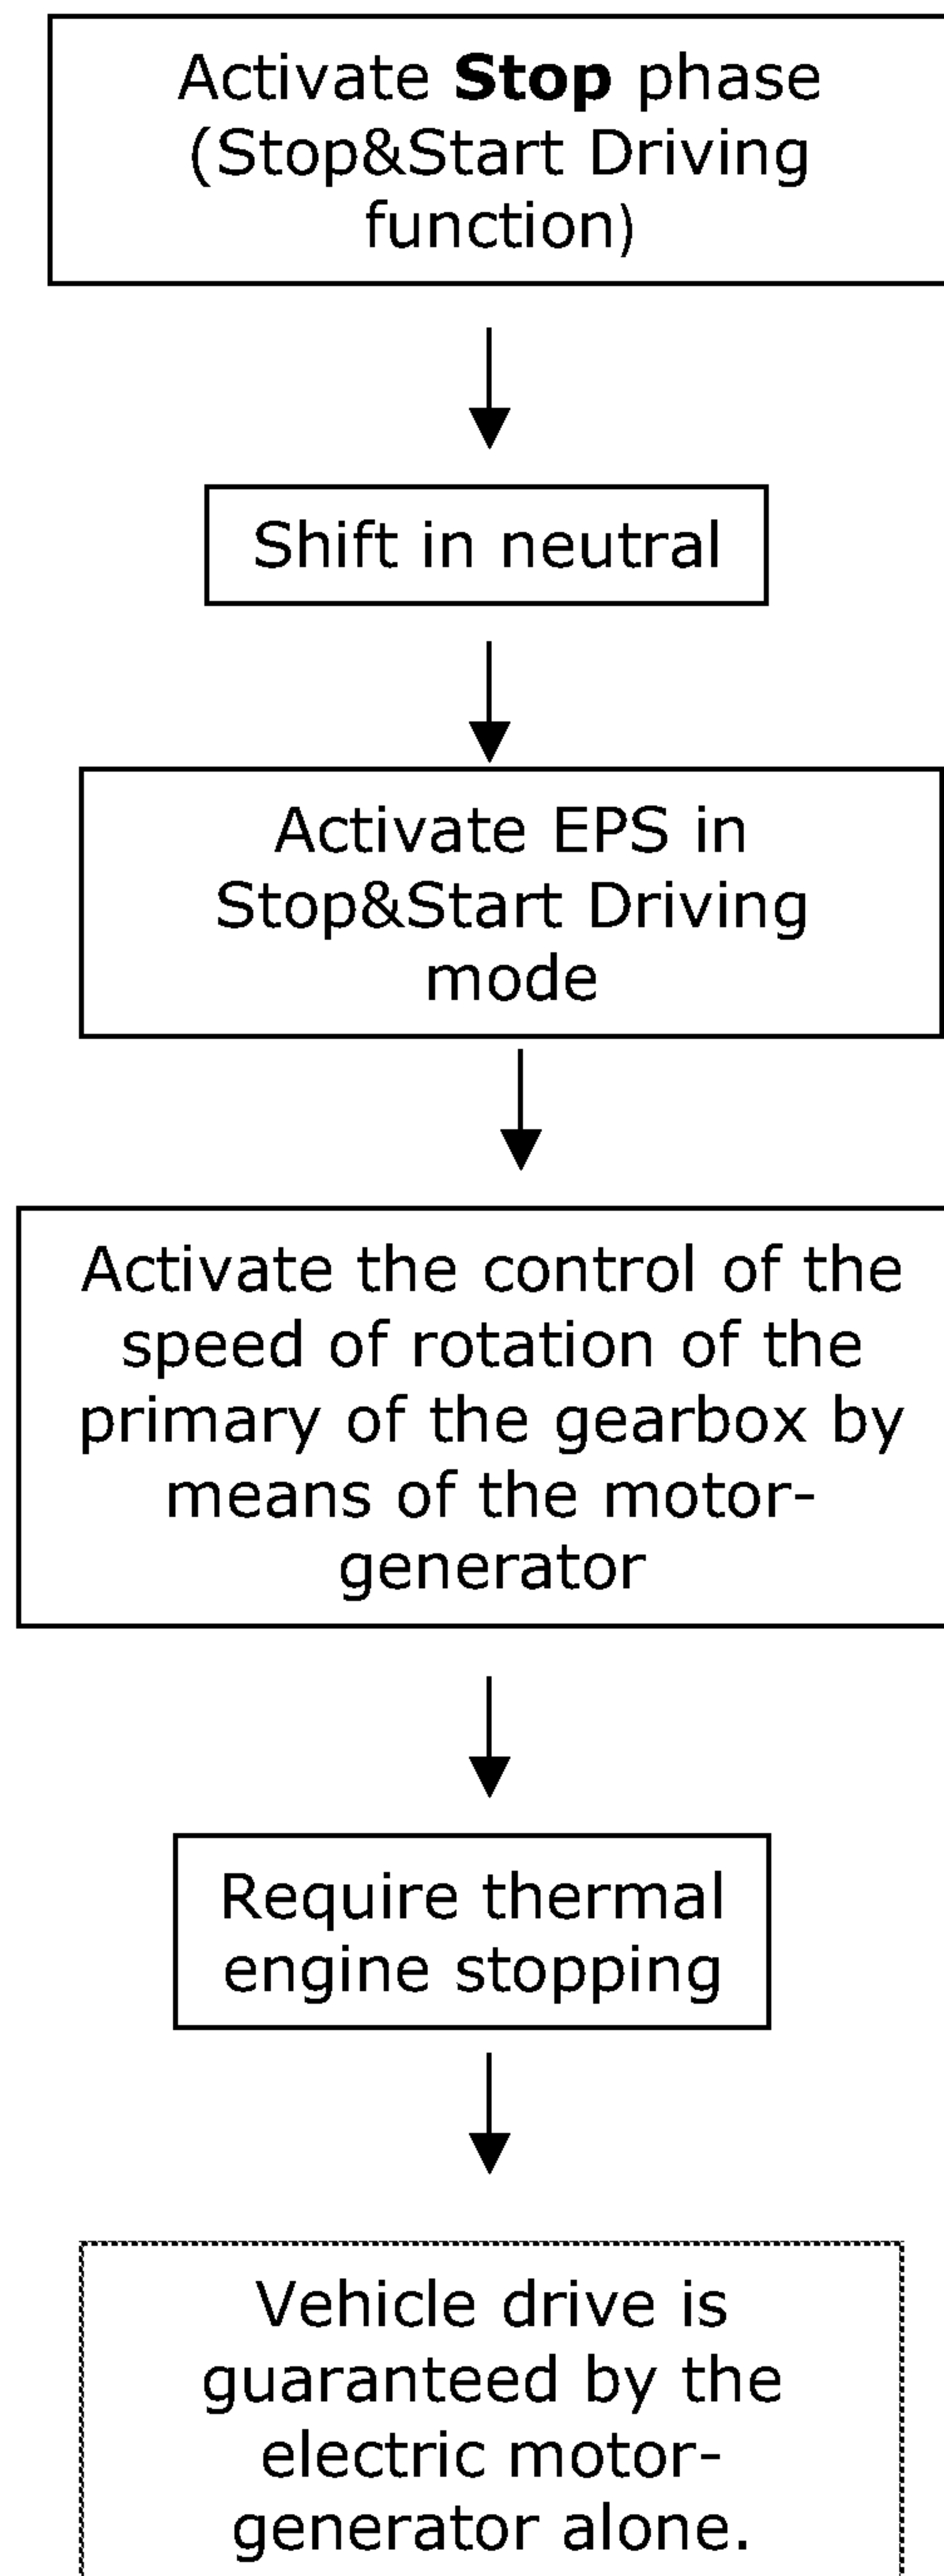 Activate Stop phase
(Stop&Start Driving
function)
Shift in neutral
Activate EPS in
Stop&Start Driving
mode
Activate the control of the
speed of rotation of the
primary of the gearbox by
means of the motor-
generator
Require thermal
engine stopping
Vehicle drive is
guaranteed by the
electric motor-
generator alone.